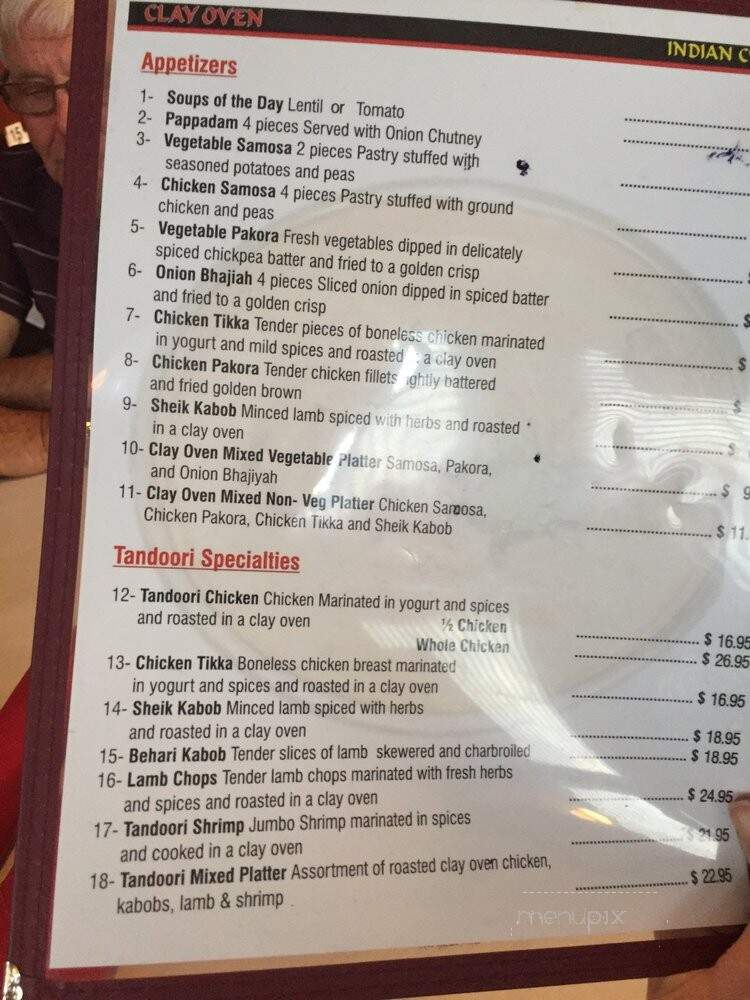 CLAY OVEN
INDIAN C
Appetizers
1- Soups of the Day Lentil or Tomato
2- Pappadam 4 pieces Served with Onion Chutney
3- Vegetable Samosa 2 pieces Pastry stuffed with
seasoned potatoes and peas
4- Chicken Samosa 4 pieces Pastry stuffed with ground
chicken and peas
5- Vegetable Pakora Fresh vegetables dipped in delicately
spiced chickpea batter and fried to a golden crisp
6- Onion Bhajiah 4 pieces Sliced onion dipped in spiced batter
and fried to a golden crisp $
7- Chicken Tikka Tender pieces of boneless chicken marinated
in yogurt and mild spices and roasted a clay oven $
8- Chicken Pakora Tender chicken fillets ightly battered
and fried golden brown $
9- Sheik Kabob Minced lamb spiced with herbs and roasted
in a clay oven $
10- Clay Oven Mixed Vegetable Platter Samosa, Pakora,
and Onion Bhajiyah $ 9
11- Clay Oven Mixed Non- Veg Platter Chicken Samosa,
Chicken Pakora, Chicken Tikka and Sheik Kabob $ 11.
Tandoori Specialties
12- Tandoori Chicken Chicken Marinated in yogurt and spices
and roasted in a clay oven ½ Chicken $ 16.95
Whole Chicken $ 26.95
13- Chicken Tikka Boneless chicken breast marinated
in yogurt and spices and roasted in a clay oven $ 16.95
14- Sheik Kabob Minced lamb spiced with herbs
and roasted in a clay oven $ 18.95
15- Behari Kabob Tender slices of lamb skewered and charbroiled $ 18.95
16- Lamb Chops Tender lamb chops marinated with fresh herbs
and spices and roasted in a clay oven $ 24.95
17- Tandoori Shrimp Jumbo Shrimp marinated in spices
and cooked in a clay oven $ 21.95
18- Tandoori Mixed Platter Assortment of roasted clay oven chicken,
kabobs, lamb & shrimp $ 22.95
menupix
15